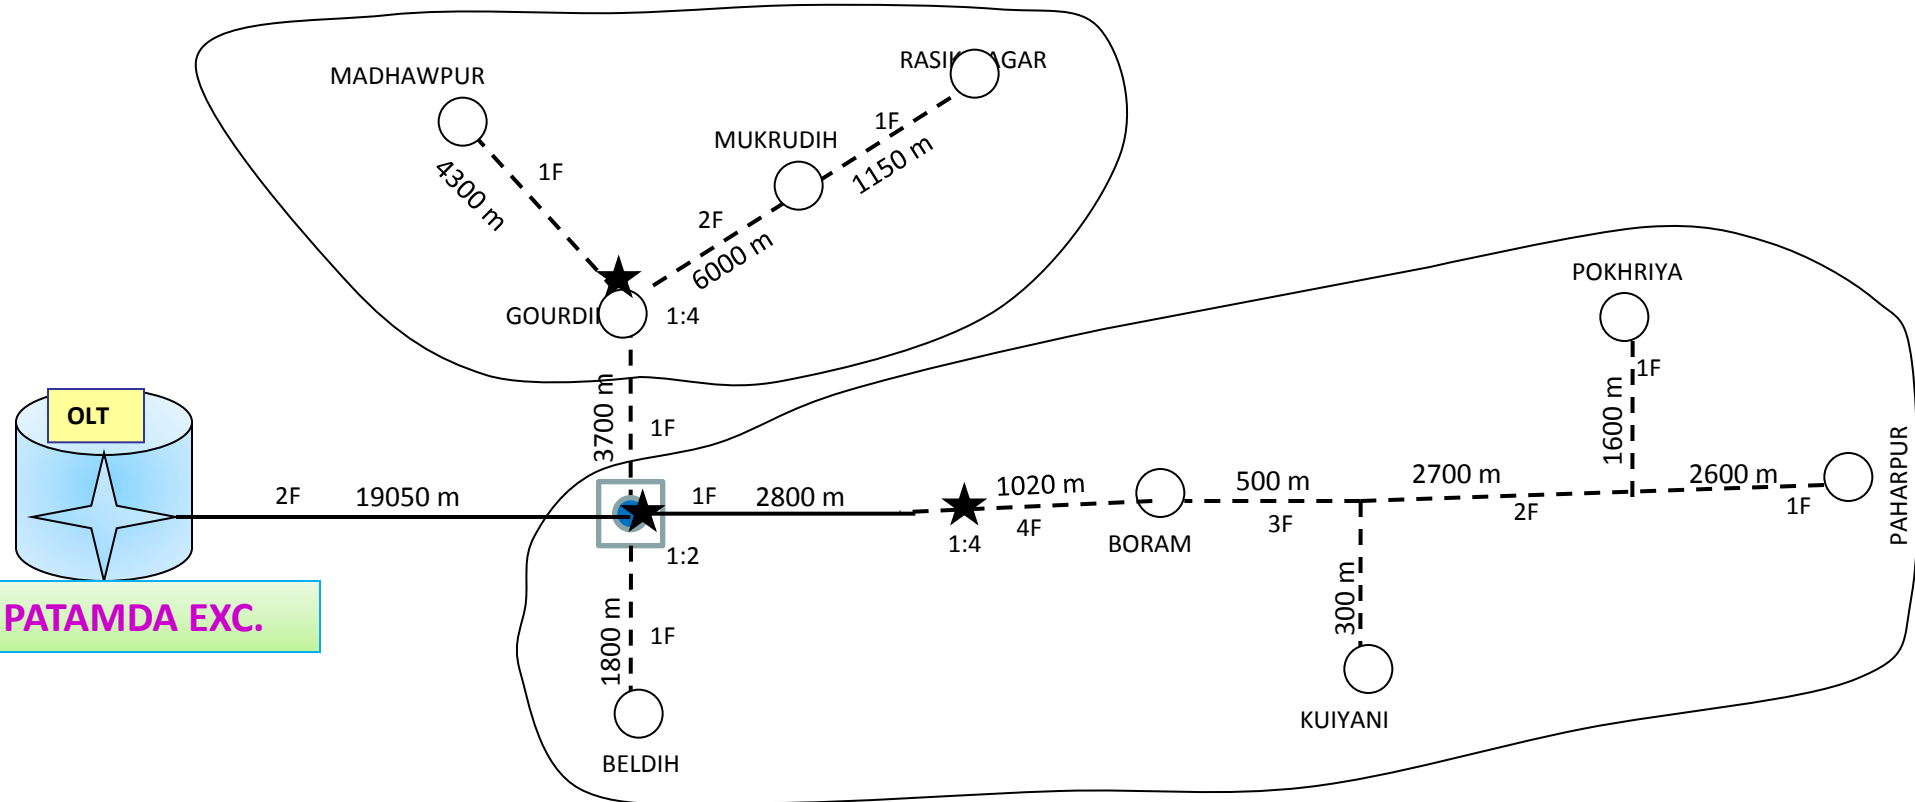 RASIK AGAR
MADHAWPUR
1F
MUKRUDIH
1150 m
1F
4300 m
2F
6000 m
POKHRIYA
GOURDI
1:4
1F
OLT
3700 m
1F
1600 m
PAHARPUR
2F
19050 m
1F
2800 m
1020 m
500 m
2700 m
2600 m
4F
3F
2F
1F
1:4
BORAM
1:2
300 m
PATAMDA EXC.
1800 m
1F
KUIYANI
BELDIH